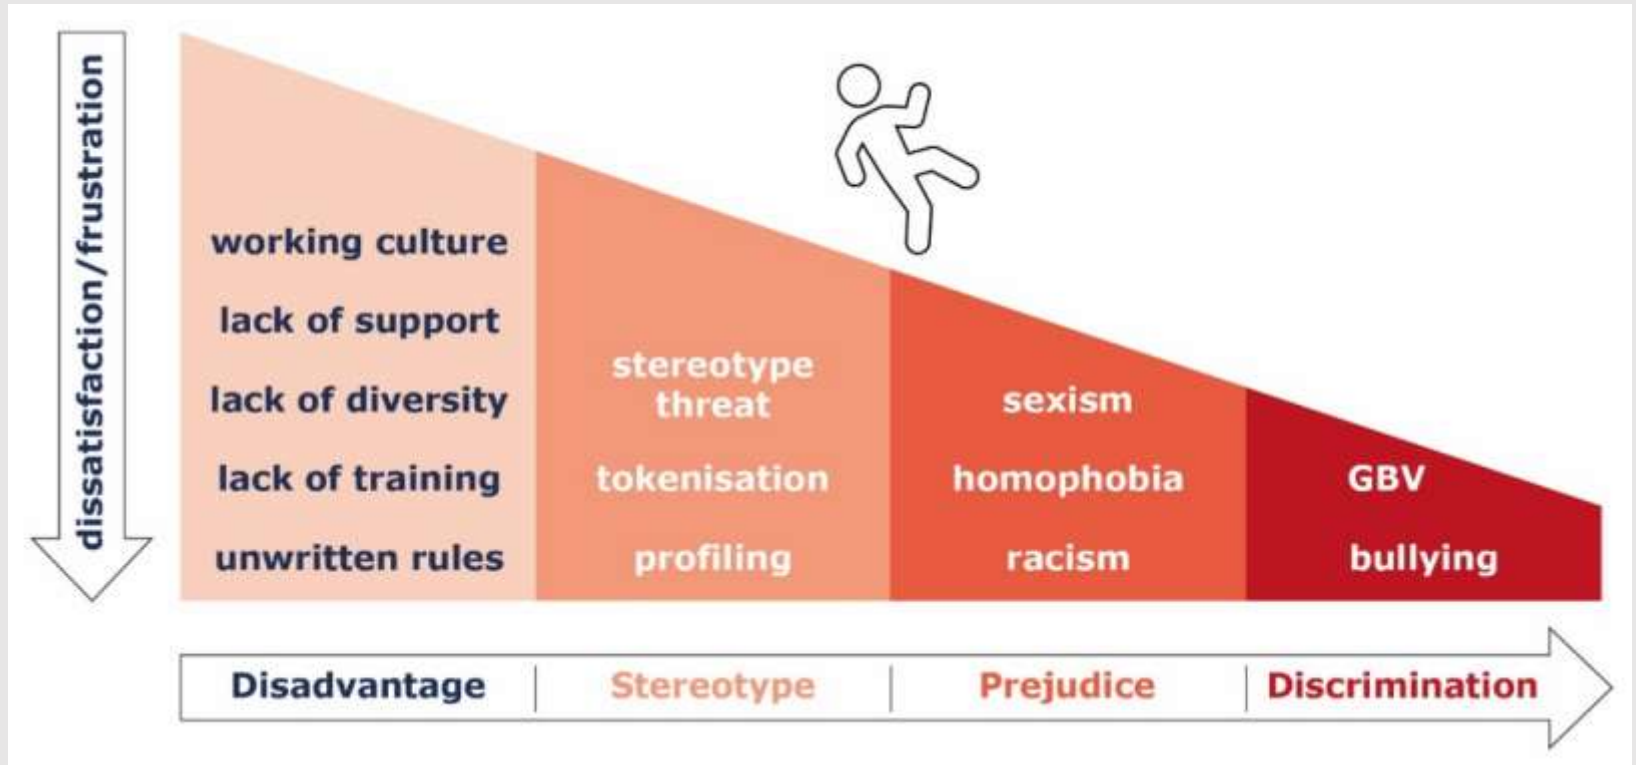 dissatisfaction/frustration
working culture
lack of support
lack of diversity
lack of training
unwritten rules
stereotype
threat
tokenisation
profiling
sexism
homophobia
racism
GBV
bullying
Disadvantage
Stereotype
Prejudice
Discrimination